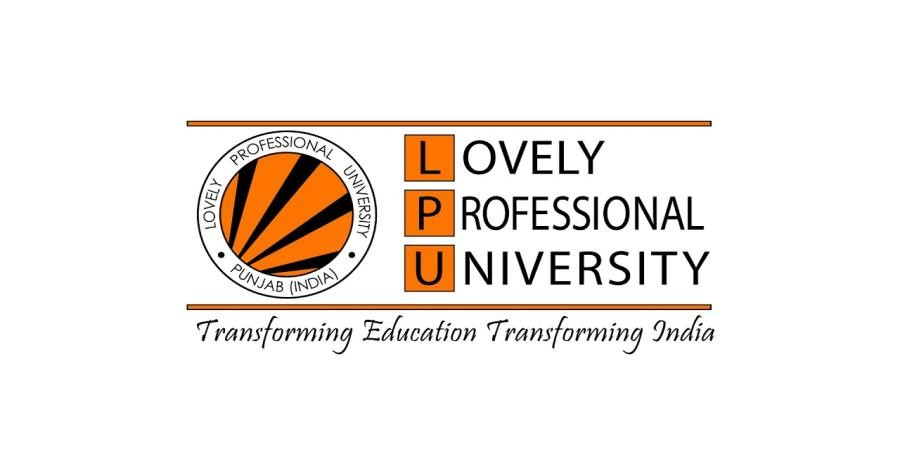 LOVELY PROFESSIONAL UNIVERSITY
• PUNJAB (INDIA) •
LOVELY
PROFESSIONAL
UNIVERSITY
Transforming Education Transforming India